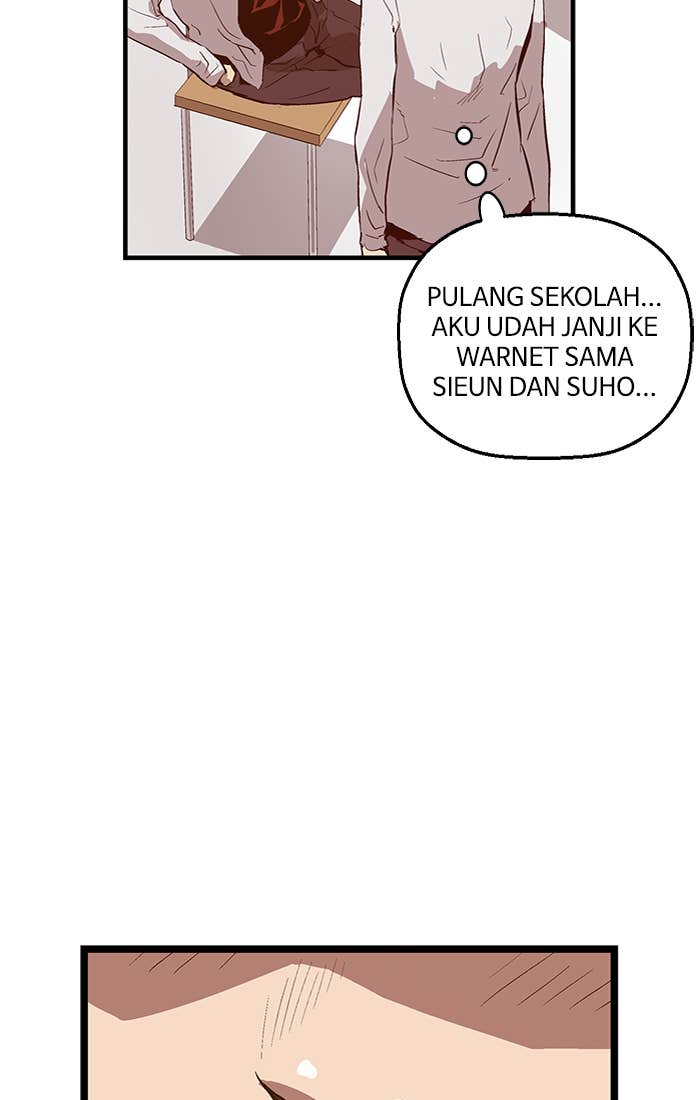 PULANG SEKOLAH...
AKU UDAH JANJI KE
WARNET SAMA
SIEUN DAN SUHO...